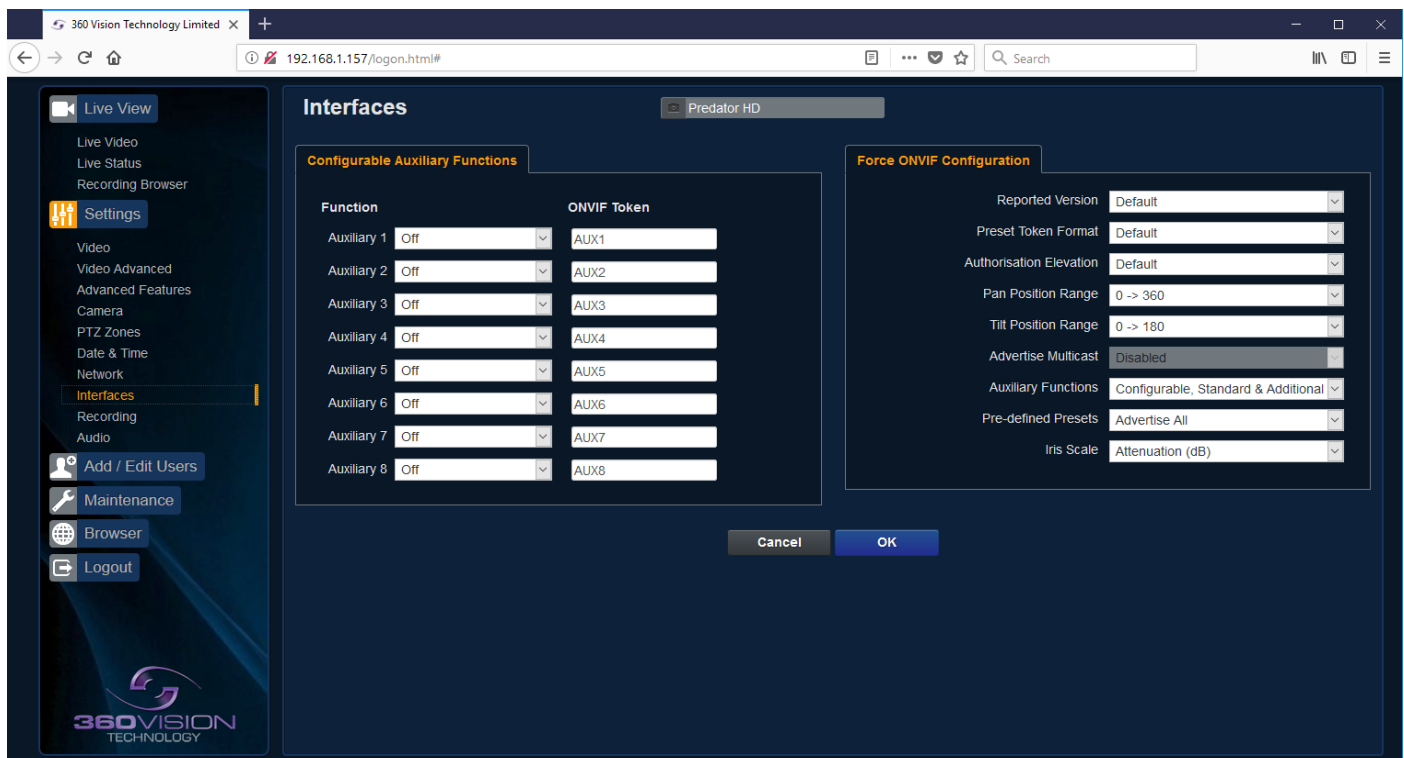 360 Vision Technology Limited
192.168.1.157/logon.html#
Search
Live View
Live Video
Live Status
Recording Browser
Settings
Video
Video Advanced
Advanced Features
Camera
PTZ Zones
Date & Time
Network
Interfaces
Recording
Audio
Add / Edit Users
Maintenance
Browser
Logout
360VISION
TECHNOLOGY
Interfaces
Predator HD
Configurable Auxiliary Functions
Function ONVIF Token
Auxiliary 1 Off AUX1
Auxiliary 2 Off AUX2
Auxiliary 3 Off AUX3
Auxiliary 4 Off AUX4
Auxiliary 5 Off AUX5
Auxiliary 6 Off AUX6
Auxiliary 7 Off AUX7
Auxiliary 8 Off AUX8
Force ONVIF Configuration
Reported Version Default
Preset Token Format Default
Authorisation Elevation Default
Pan Position Range 0 -> 360
Tilt Position Range 0 -> 180
Advertise Multicast Disabled
Auxiliary Functions Configurable, Standard & Additional
Pre-defined Presets Advertise All
Iris Scale Attenuation (dB)
Cancel OK